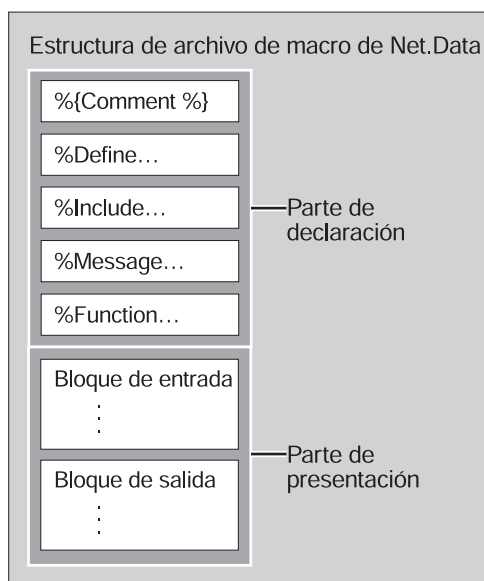 Estructura de archivo de macro de Net.Data
%{Comment %}
%Define...
%Include...
%Message...
%Function...
Parte de
declaración
Bloque de entrada
.
.
.
Bloque de salida
.
.
.
Parte de
presentación